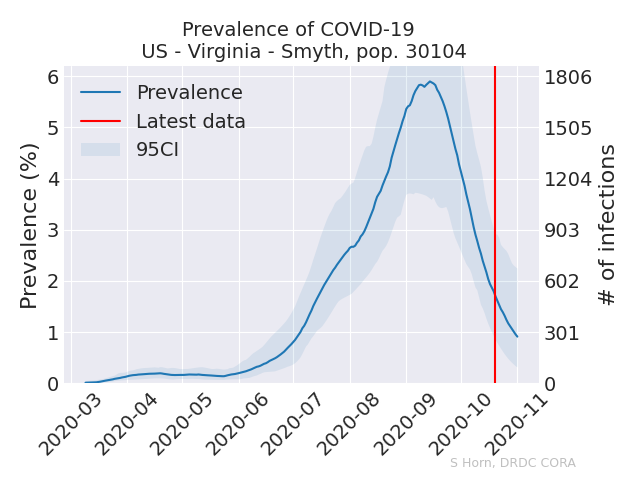 Prevalence of COVID-19
US - Virginia - Smyth, pop. 30104
Prevalence
Latest data
95CI
Prevalence (%)
6
5
4
3
2
1
0
1806
1505
1204
903
602
301
0
# of infections
2020-03
2020-04
2020-05
2020-06
2020-07
2020-08
2020-09
2020-10
2020-11
S Horn, DRDC CORA